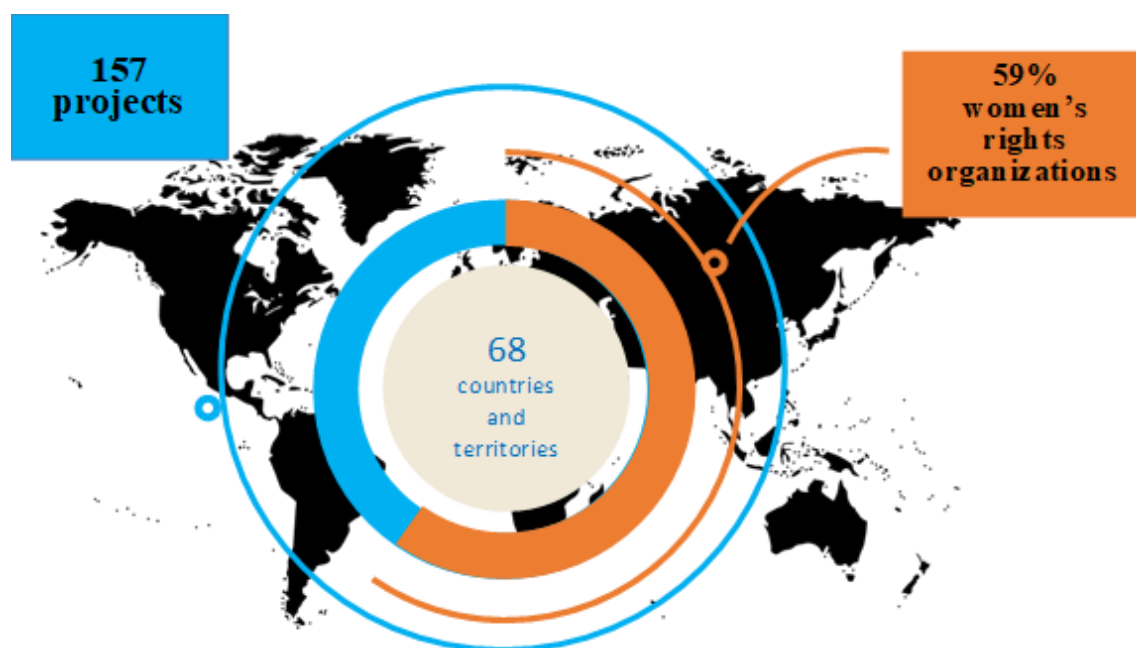 157
projects
59%
women’s
rights
organizations
68
countries
and
territories